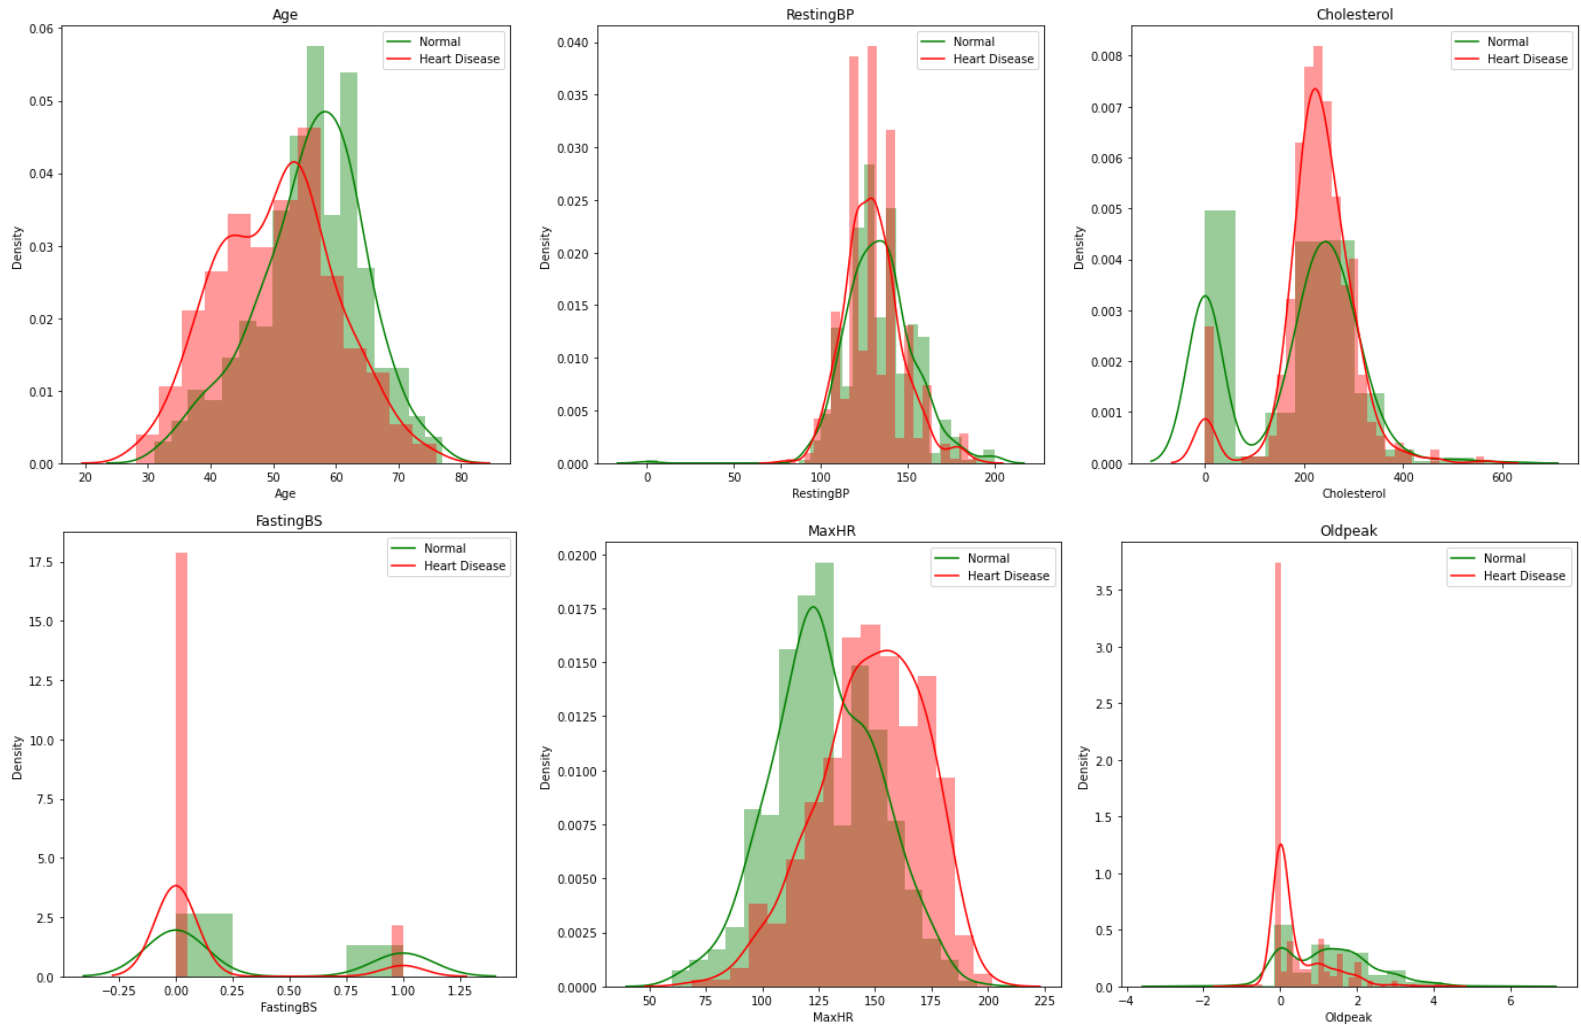 Age
Normal
Heart Disease
0.06
0.05
0.04
0.03
0.02
0.01
0.00
Density
20 30 40 50 60 70 80
Age
RestingBP
Normal
Heart Disease
0.040
0.035
0.030
0.025
0.020
0.015
0.010
0.005
0.000
Density
0 50 100 150 200
RestingBP
Cholesterol
Normal
Heart Disease
0.008
0.007
0.006
0.005
0.004
0.003
0.002
0.001
0.000
Density
0 200 400 600
Cholesterol
FastingBS
Normal
Heart Disease
17.5
15.0
12.5
10.0
7.5
5.0
2.5
0.0
Density
−0.25 0.00 0.25 0.50 0.75 1.00 1.25
FastingBS
MaxHR
Normal
Heart Disease
0.0200
0.0175
0.0150
0.0125
0.0100
0.0075
0.0050
0.0025
0.0000
Density
50 75 100 125 150 175 200 225
MaxHR
Oldpeak
Normal
Heart Disease
3.5
3.0
2.5
2.0
1.5
1.0
0.5
0.0
Density
−4 −2 0 2 4 6
Oldpeak